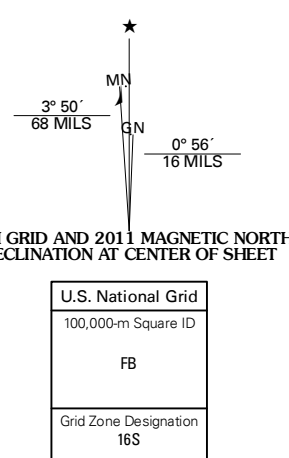 ★
MN
3° 50´
68 MILS
GN
0° 56´
16 MILS
GRID AND 2011 MAGNETIC NORTH
AT CENTER OF SHEET
U.S. National Grid
100,000-m Square ID
FB
Grid Zone Designation
16S